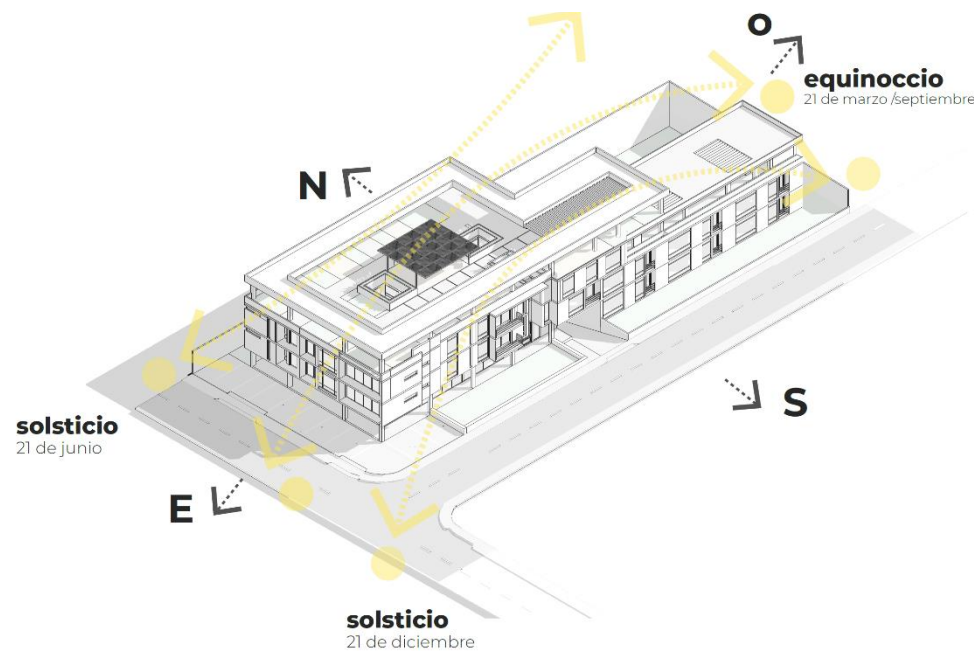 o
equinoccio
21 de marzo/septiembre
N
S
solsticio
21 de junio
E
solsticio
21 de diciembre